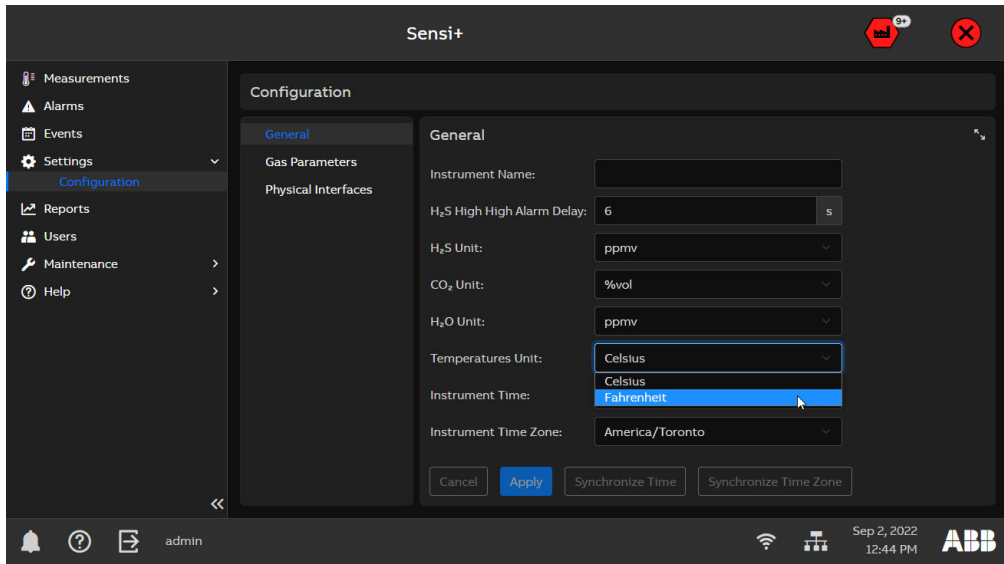 Sensi+
9+
Measurements
Alarms
Events
Settings
Configuration
Reports
Users
Maintenance
Help
Configuration
General
Gas Parameters
Physical Interfaces
General
Instrument Name:
H₂S High High Alarm Delay: 6 s
H₂S Unit: ppmv
CO₂ Unit: %vol
H₂O Unit: ppmv
Temperatures Unit: Celsius
Celsius
Instrument Time: Fahrenheit
Instrument Time Zone: America/Toronto
Cancel Apply Synchronize Time Synchronize Time Zone
admin
Sep 2, 2022
12:44 PM
ABB